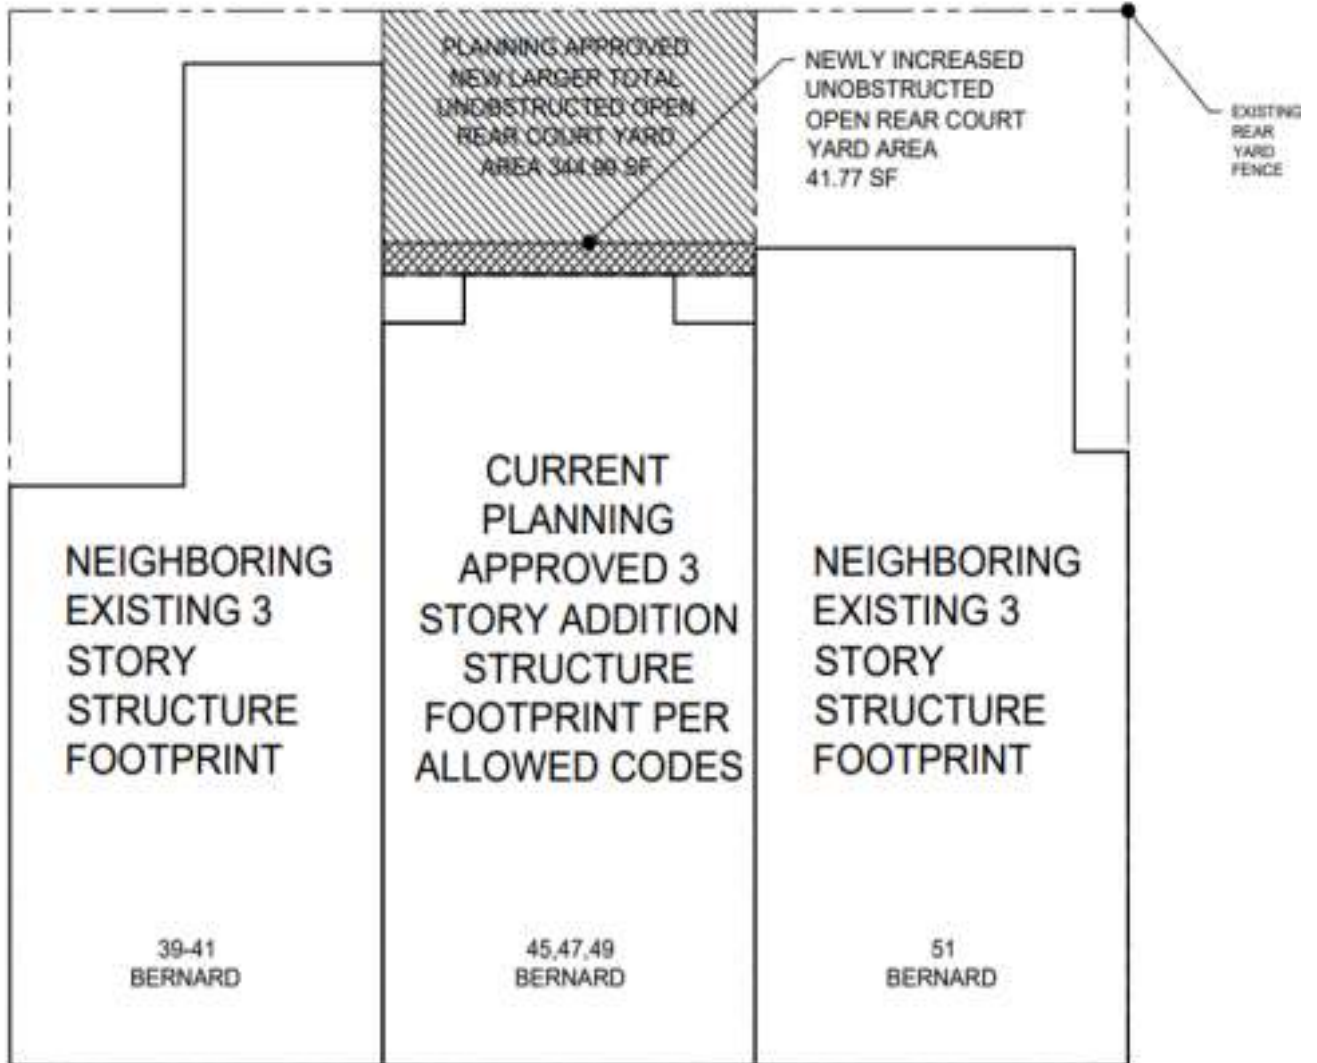 PLANNING APPROVED
NEW LARGER TOTAL
UNOBSTRUCTED OPEN
REAR COURT YARD
AREA 344.99 SF
NEWLY INCREASED
UNOBSTRUCTED
OPEN REAR COURT
YARD AREA
41.77 SF
EXISTING
REAR
YARD
FENCE
NEIGHBORING
EXISTING 3
STORY
STRUCTURE
FOOTPRINT
39-41
BERNARD
CURRENT
PLANNING
APPROVED 3
STORY ADDITION
STRUCTURE
FOOTPRINT PER
ALLOWED CODES
45,47,49
BERNARD
NEIGHBORING
EXISTING 3
STORY
STRUCTURE
FOOTPRINT
51
BERNARD